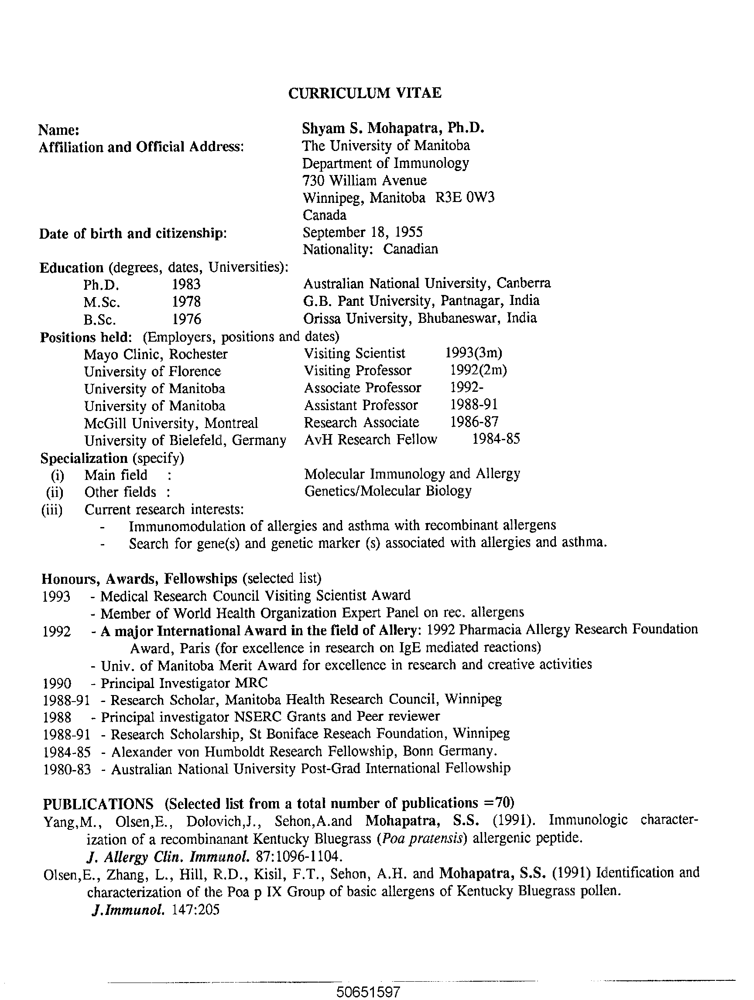 CURRICULUM VITAE
Name: Shyam S. Mohapatra, Ph.D.
Affiliation and Official Address: The University of Manitoba
Department of Immunology
730 William Avenue
Winnipeg, Manitoba R3E 0W3
Canada
Date of birth and citizenship: September 18, 1955
Nationality: Canadian
Education (degrees, dates, Universities):
Ph.D. 1983 Australian National University, Canberra
M.Sc. 1978 G.B. Pant University, Pantnagar, India
B.Sc. 1976 Orissa University, Bhubaneswar, India
Positions held: (Employers, positions and dates)
Mayo Clinic, Rochester Visiting Scientist 1993(3m)
University of Florence Visiting Professor 1992(2m)
University of Manitoba Associate Professor 1992-
University of Manitoba Assistant Professor 1988-91
McGill University, Montreal Research Associate 1986-87
University of Bielefeld, Germany AvH Research Fellow 1984-85
Specialization (specify)
(i) Main field : Molecular Immunology and Allergy
(ii) Other fields : Genetics/Molecular Biology
(iii) Current research interests:
- Immunomodulation of allergies and asthma with recombinant allergens
- Search for gene(s) and genetic marker (s) associated with allergies and asthma.
Honours, Awards, Fellowships (selected list)
1993 - Medical Research Council Visiting Scientist Award
- Member of World Health Organization Expert Panel on rec. allergens
1992 - A major International Award in the field of Allery: 1992 Pharmacia Allergy Research Foundation
Award, Paris (for excellence in research on IgE mediated reactions)
- Univ. of Manitoba Merit Award for excellence in research and creative activities
1990 - Principal Investigator MRC
1988-91 - Research Scholar, Manitoba Health Research Council, Winnipeg
1988 - Principal investigator NSERC Grants and Peer reviewer
1988-91 - Research Scholarship, St Boniface Reseach Foundation, Winnipeg
1984-85 - Alexander von Humboldt Research Fellowship, Bonn Germany.
1980-83 - Australian National University Post-Grad International Fellowship
PUBLICATIONS (Selected list from a total number of publications =70)
Yang,M., Olsen,E., Dolovich,J., Sehon,A.and Mohapatra, S.S. (1991). Immunologic character-
ization of a recombinanant Kentucky Bluegrass (Poa pratensis) allergenic peptide.
J. Allergy Clin. Immunol. 87:1096-1104.
Olsen,E., Zhang, L., Hill, R.D., Kisil, F.T., Sehon, A.H. and Mohapatra, S.S. (1991) Identification and
characterization of the Poa p IX Group of basic allergens of Kentucky Bluegrass pollen.
J.Immunol. 147:205
50651597